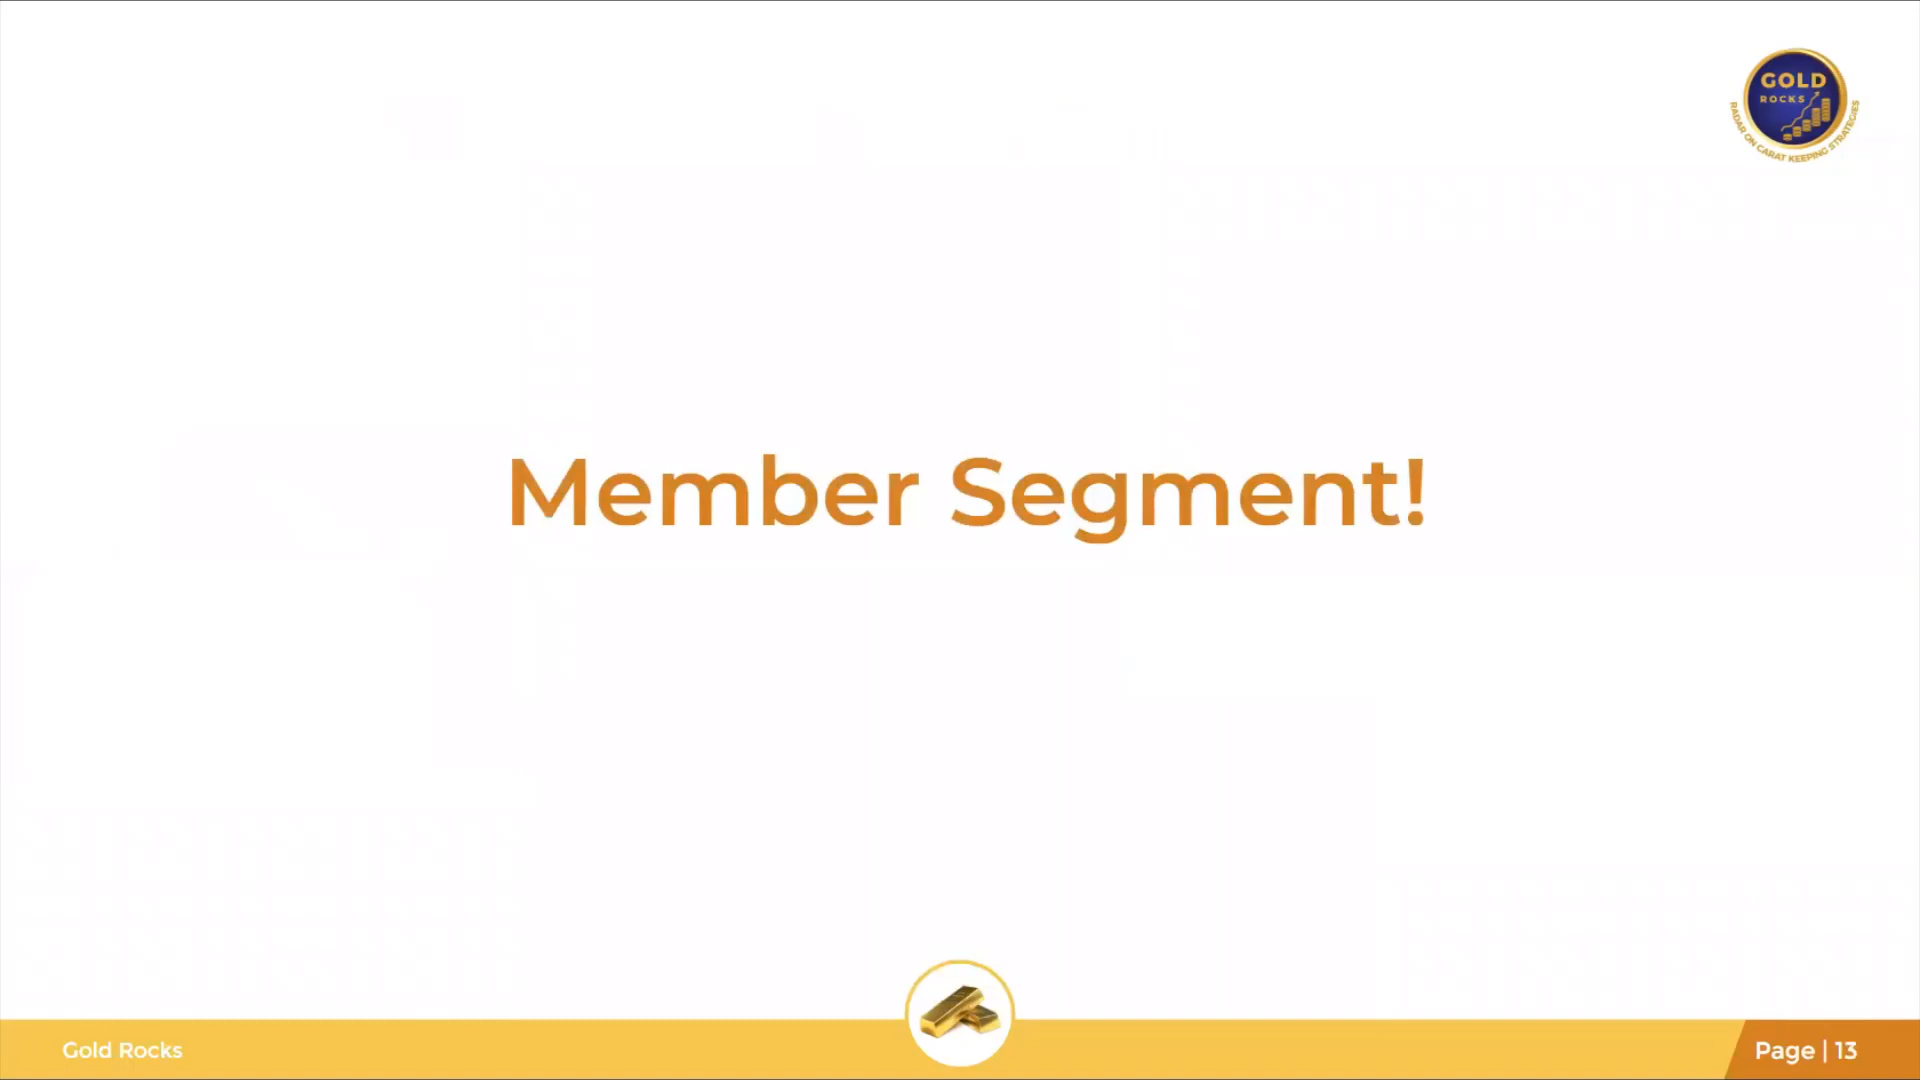 GOLD
ROCKS
RADAR ON CARAT KEEPING STRATEGIES
Member Segment!
Gold Rocks
Page | 13